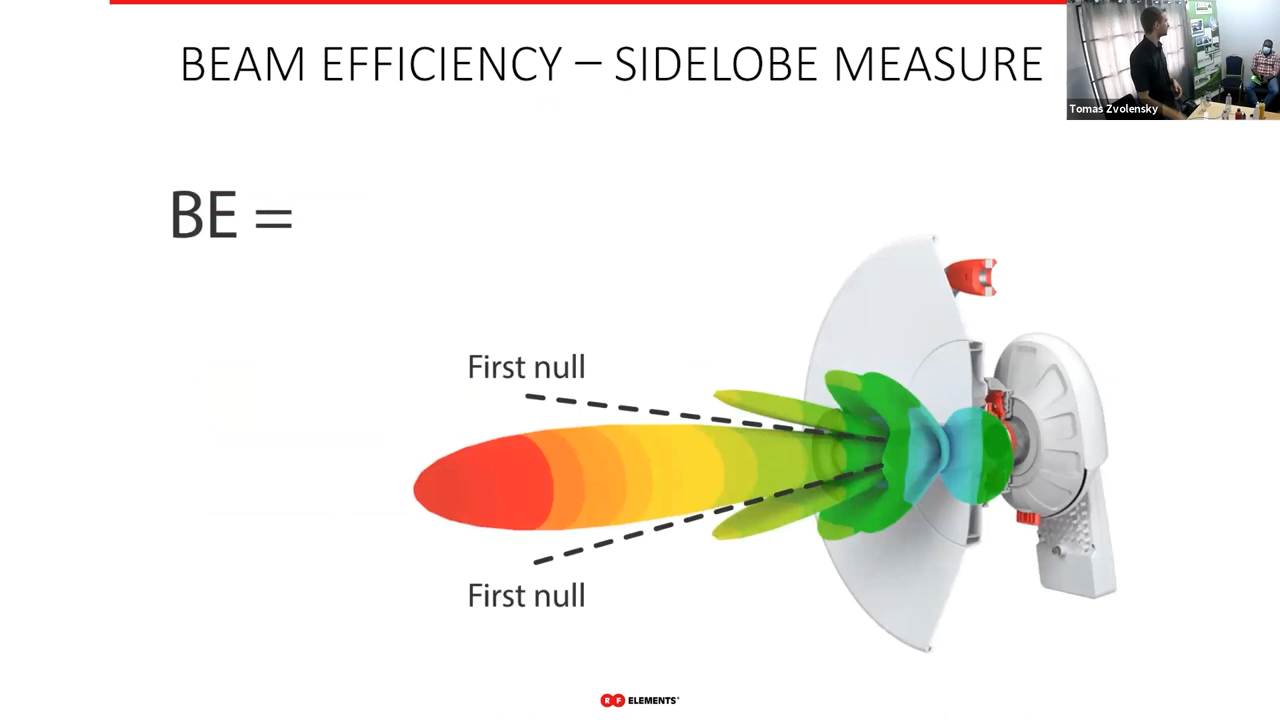 BEAM EFFICIENCY – SIDELOBE MEASURE
Tomas Zvolensky
BE =
First null
First null
RF ELEMENTS